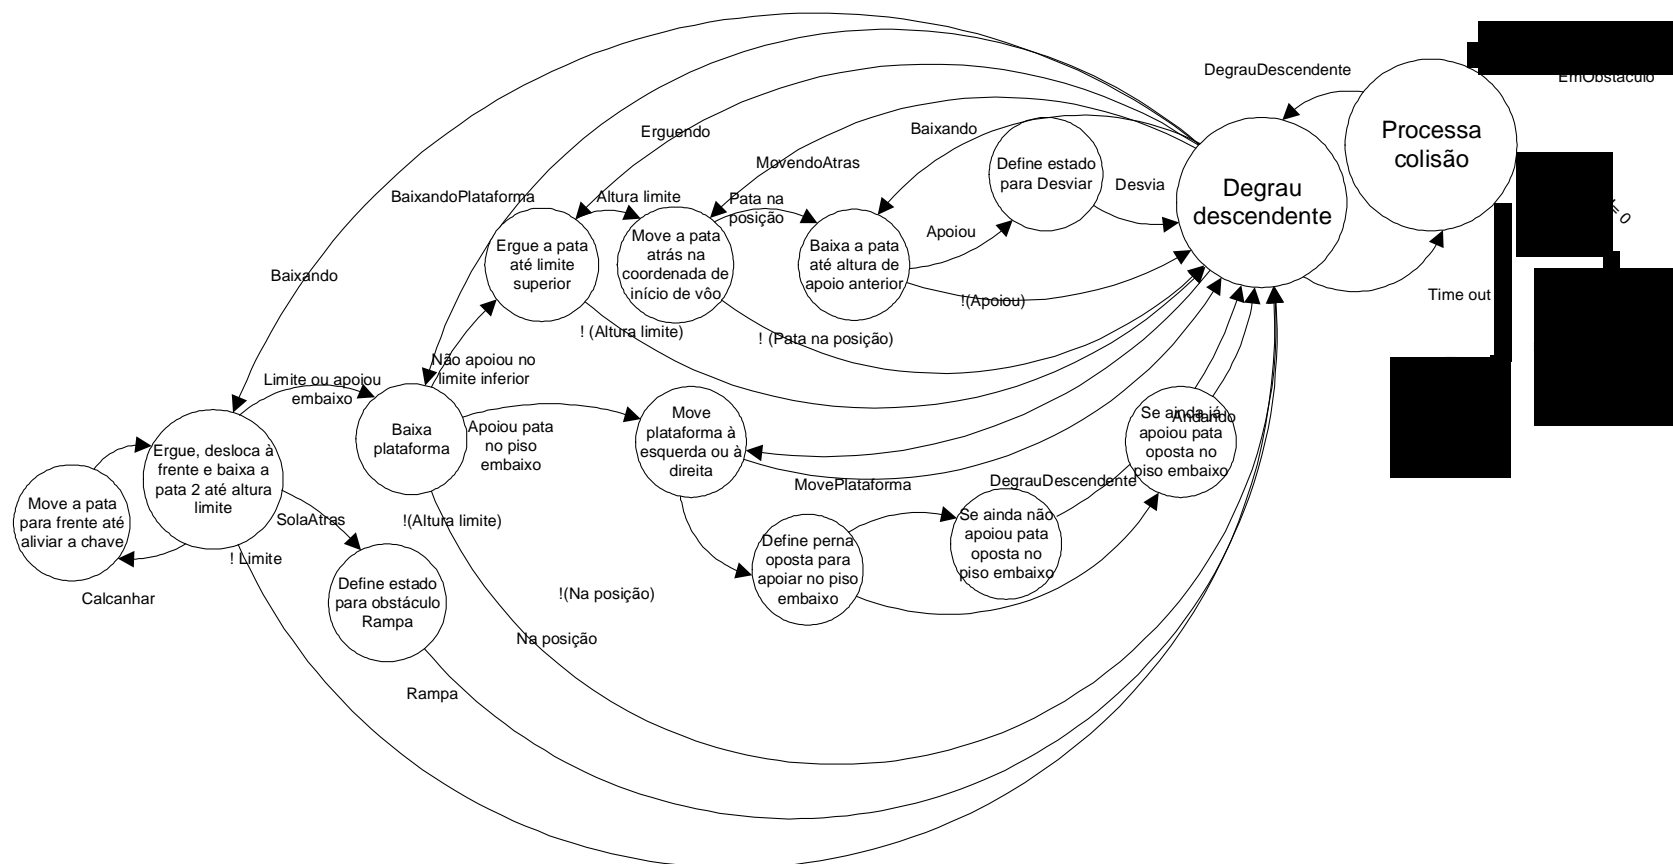 DegrauDescendente
EmObstáculo
Processa
colisão
Erguendo
Baixando
MovendoAtras
Define estado
para Desviar
Desvia
Degrau
descendente
BaixandoPlataforma
Altura limite
Pata na
posição
= 0
Ergue a pata
até limite
superior
Move a pata
atrás na
coordenada de
início de vôo
Baixa a pata
até altura de
apoio anterior
Apoiou
Baixando
!(Apoiou)
Time out
! (Altura limite)
! (Pata na posição)
Não apoiou no
limite inferior
Limite ou apoiou
embaixo
Baixa
plataforma
Apoiou pata
no piso
embaixo
Move
plataforma à
esquerda ou à
direita
Se ainda já
apoiou pata
oposta no
piso embaixo
Andando
Ergue, desloca à
frente e baixa a
pata 2 até altura
limite
Move a pata
para frente até
aliviar a chave
MovePlataforma
DegrauDescendente
SolaAtras
!(Altura limite)
Se ainda não
apoiou pata
oposta no
piso embaixo
Define perna
oposta para
apoiar no piso
embaixo
! Limite
Calcanhar
Define estado
para obstáculo
Rampa
!(Na posição)
Na posição
Rampa